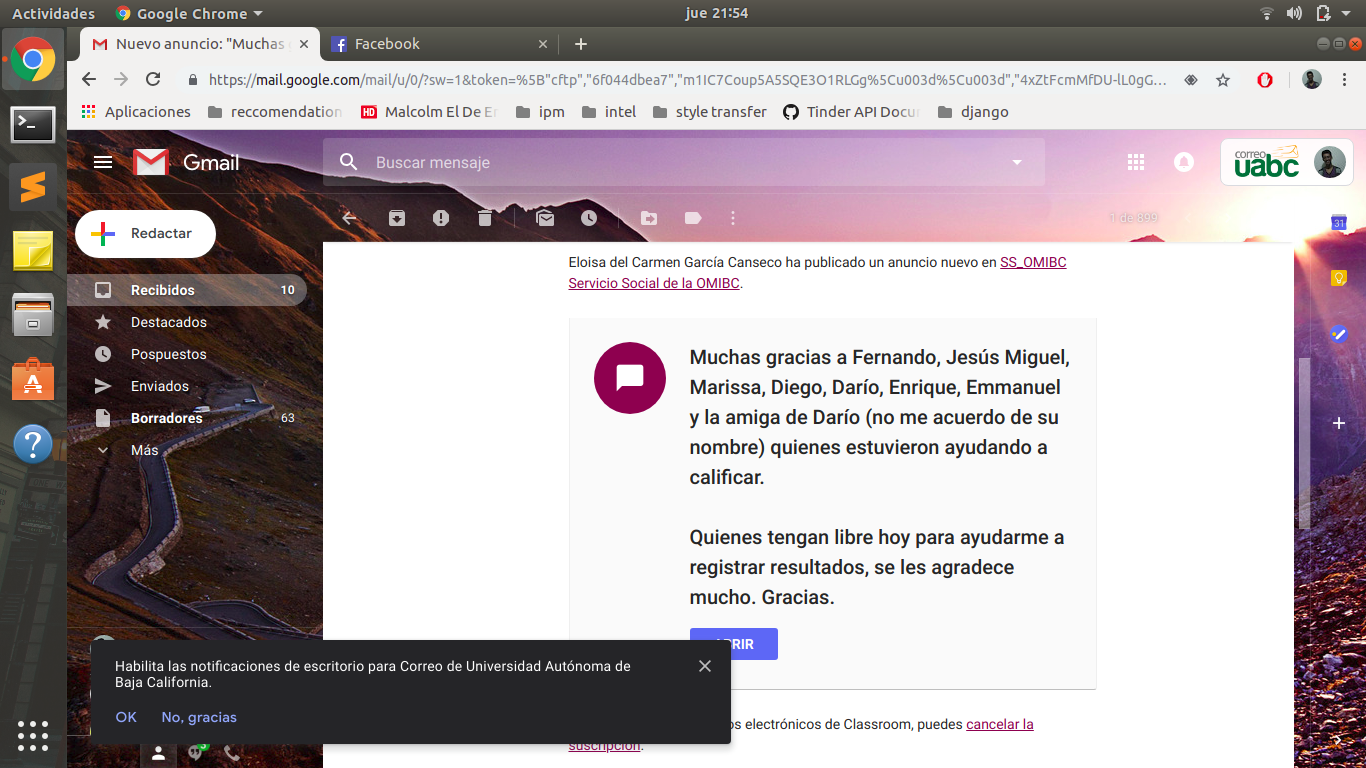 Actividades
Google Chrome
jue 21:54
Nuevo anuncio: "Muchas
Facebook
https://mail.google.com/mail/u/0/?sw=1&token=%5B"cftp","6f044dbea7","m1IC7Coup5A5SQE3O1RLGg%5Cu003d%5Cu003d","4xZtFcmMfDU-lL0gG...
Aplicaciones
reccomendation
HD
Malcolm El De En
ipm
intel
style transfer
Tinder API Docu
django
Gmail
Buscar mensaje
correo
uabc
Redactar
1 de 899
31
Recibidos 10
Destacados
Pospuestos
Enviados
Borradores 63
Más
Eloisa del Carmen García Canseco ha publicado un anuncio nuevo en SS_OMIBC
Servicio Social de la OMIBC.
Muchas gracias a Fernando, Jesús Miguel,
Marissa, Diego, Darío, Enrique, Emmanuel
y la amiga de Darío (no me acuerdo de su
nombre) quienes estuvieron ayudando a
calificar.
Quienes tengan libre hoy para ayudarme a
registrar resultados, se les agradece
mucho. Gracias.
BRIR
Habilita las notificaciones de escritorio para Correo de Universidad Autónoma de
Baja California.
OK
No, gracias
os electrónicos de Classroom, puedes cancelar la
suscripción.
3